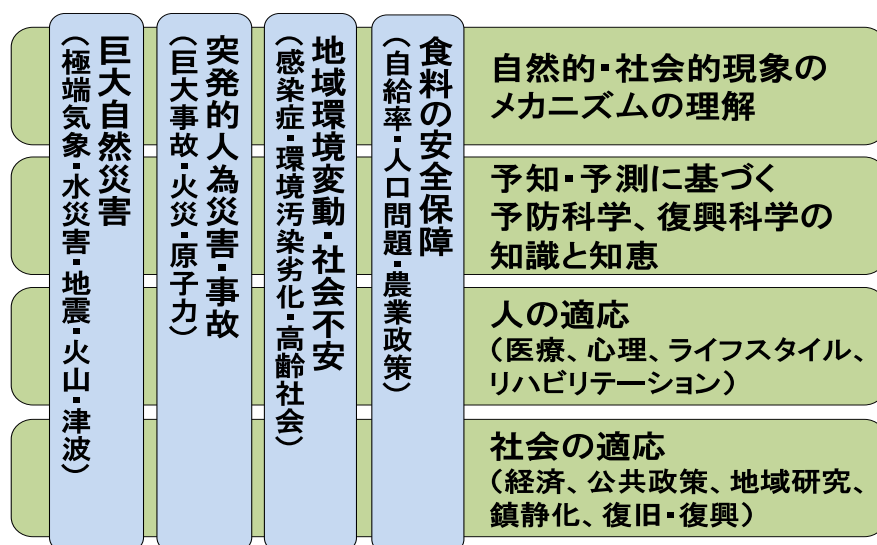 巨大自然災害
（極端気象・水災害・地震・火山・津波）
突発的人為災害・事故
（巨大事故・火災・原子力）
地域環境変動・社会不安
（感染症・環境汚染劣化・高齢社会）
食料の安全保障
（自給率・人口問題・農業政策）
自然的・社会的現象の
メカニズムの理解
予知・予測に基づく
予防科学、復興科学の
知識と知恵
人の適応
（医療、心理、ライフスタイル、
リハビリテーション）
社会の適応
（経済、公共政策、地域研究、
鎮静化、復旧・復興）